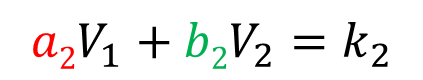 a₂V₁ + b₂V₂ = k₂